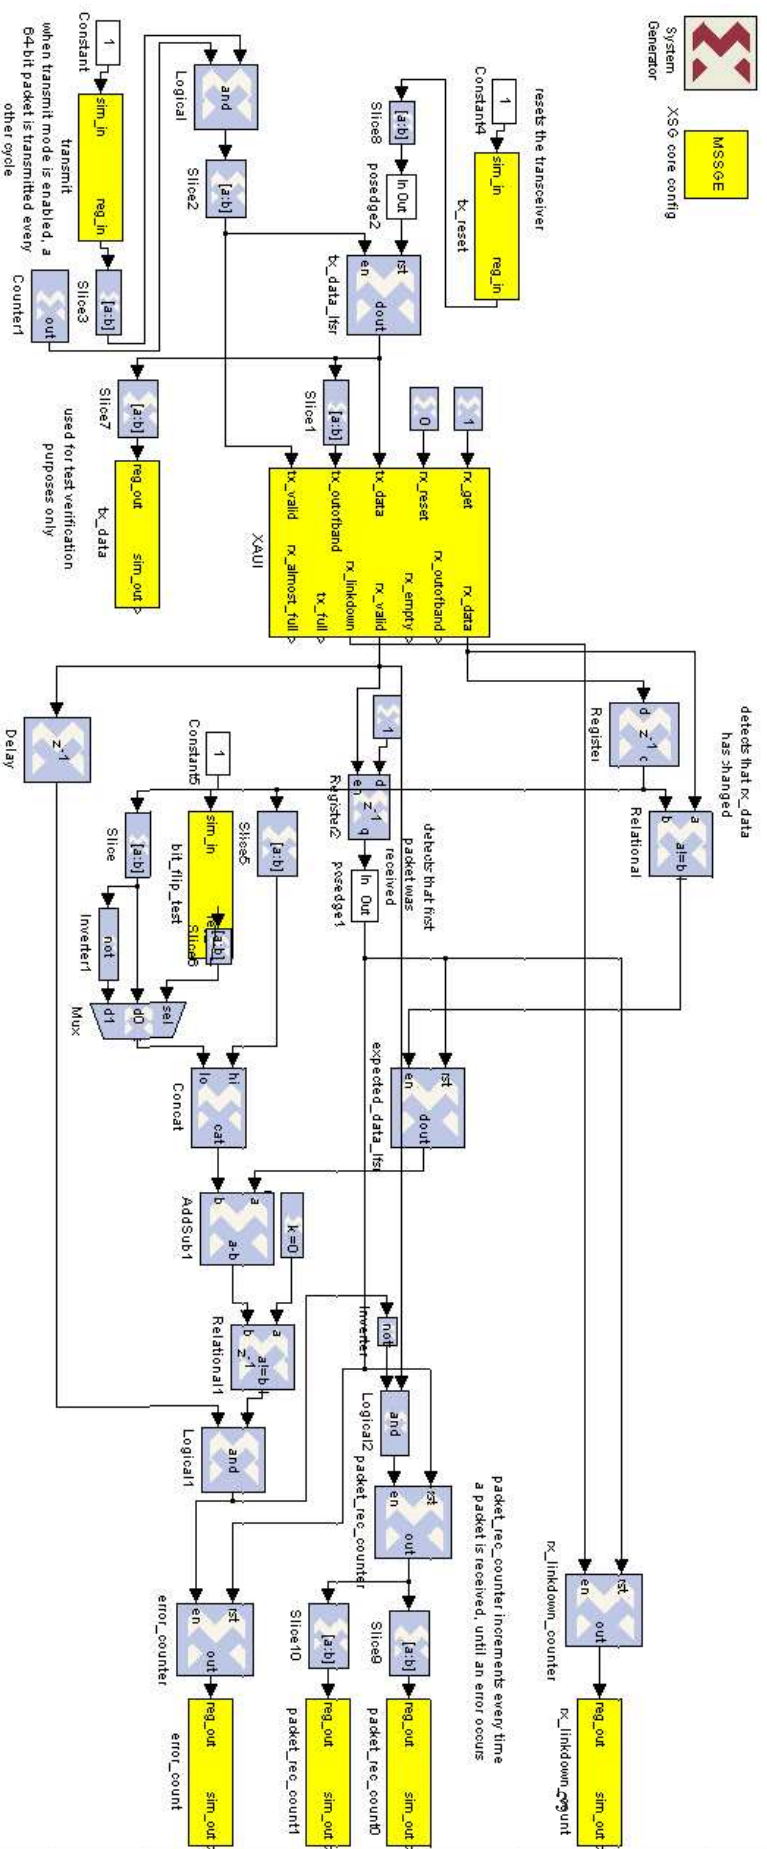 System
Generator
MSSGE
XSG core config
resets the transceiver
1
Constant4
sim_in
reg_in
tx_reset
[a:b]
Slice8
In Out
posedge2
rst
en
dout
tx_data_lfsr
and
Logical
[a:b]
Slice2
1
Constant
sim_in
reg_in
transmit
when transmit mode is enabled, a
64-bit packet is transmitted every
other cycle
[a:b]
Slice3
out
Counter1
1
0
[a:b]
Slice1
[a:b]
Slice7
reg_out
sim_out
tx_data
used for test verification
purposes only
rx_get
rx_reset
tx_data
tx_outofband
tx_valid
rx_data
rx_outofband
rx_empty
rx_valid
rx_linkdown
tx_full
rx_almost_full
XAUI
detects that rx_data
has changed
d
z-1
Register
a
b
a!=b
Relational
1
d
en
z-1
q
Register2
In Out
posedge1
detects that first
packet was
received
z-1
Delay
1
Constant5
sim_in
bit_flip_test
[a:b]
Slice5
[a:b]
Slice
[a:b]
Slice6
not
Inverter1
sel
d0
d1
Mux
hi
lo
cat
Concat
rst
en
dout
expected_data_lfsr
a
b
a-b
AddSub1
k=0
a
b
a!=b
z-1
Relational1
not
Inverter
and
Logical2
and
Logical1
rst
en
out
packet_rec_counter
packet_rec_counter increments every time
a packet is received, until an error occurs
rst
en
out
rx_linkdown_counter
reg_out
sim_out
[a:b]
Slice9
reg_out
sim_out
packet_rec_count0
[a:b]
Slice10
reg_out
sim_out
packet_rec_count1
rst
en
out
error_counter
reg_out
sim_out
error_count